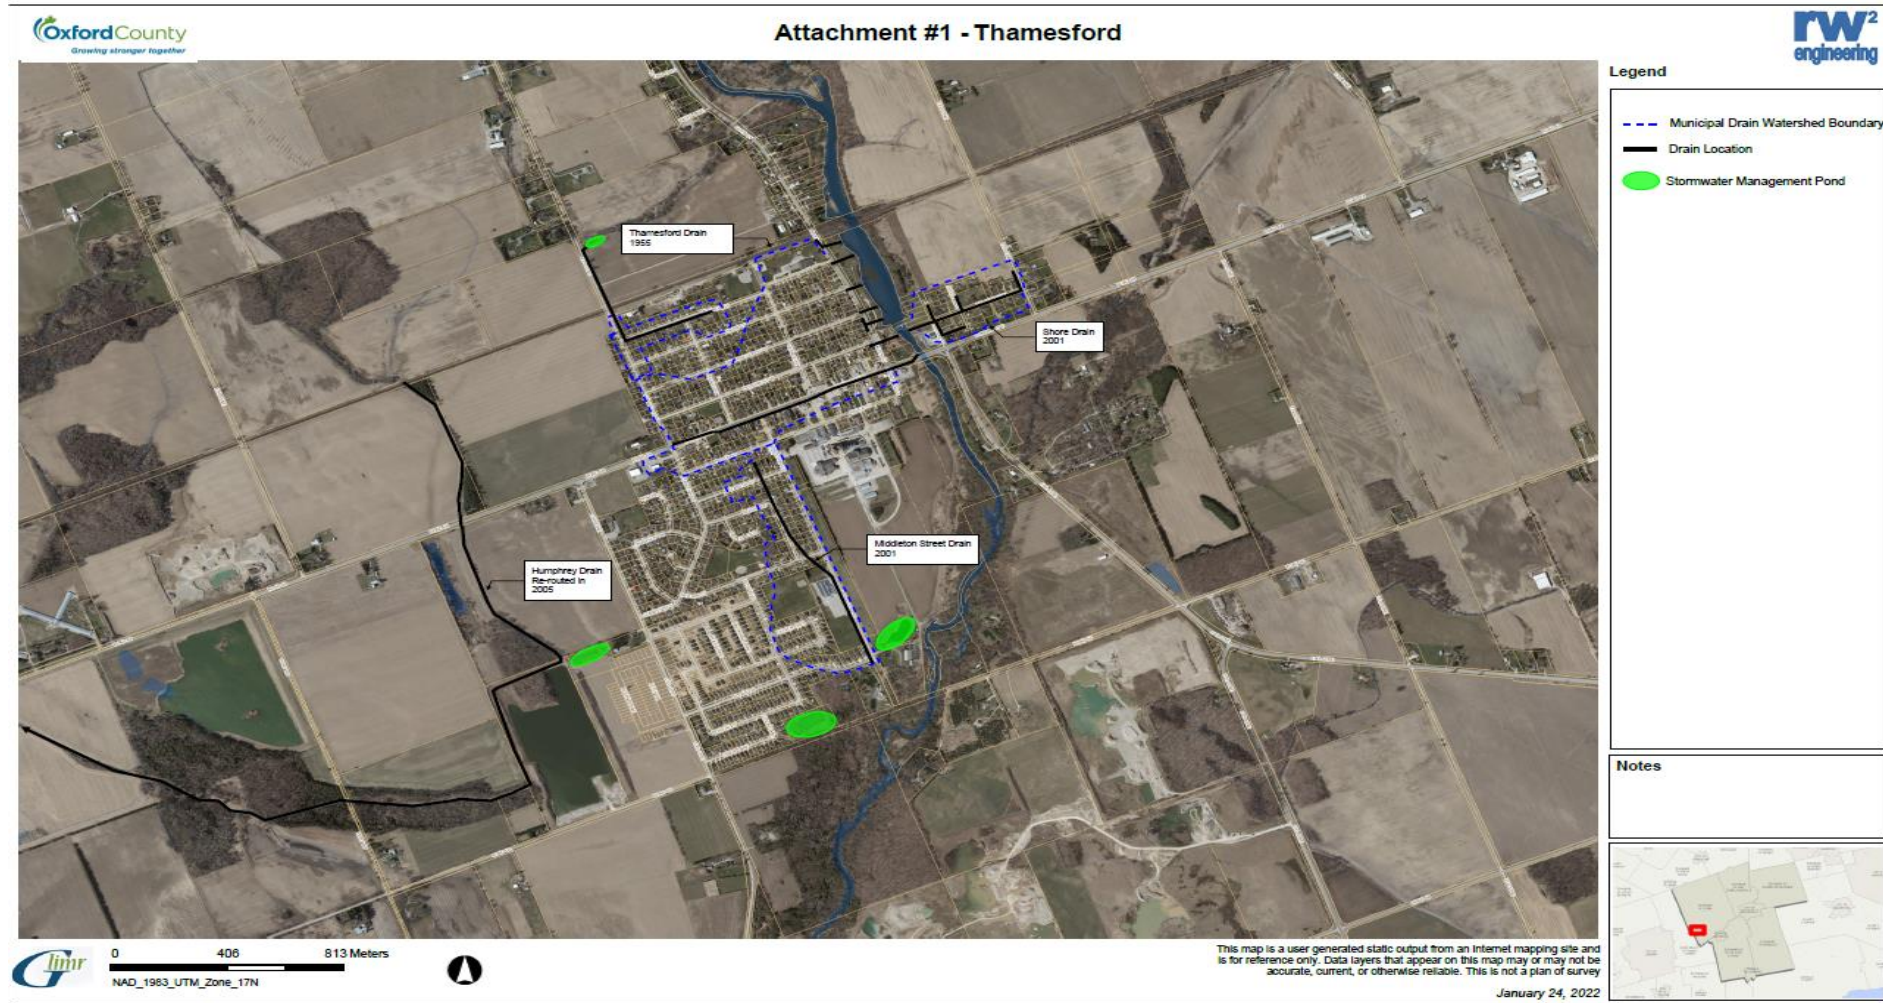 OxfordCounty
Growing stronger together
Attachment #1 - Thamesford
rw²
engineering
Legend
Municipal Drain Watershed Boundary
Drain Location
Stormwater Management Pond
Thamesford Drain
1955
Shore Drain
2001
Middleton Street Drain
2001
Humphrey Drain
Re-routed in
2005
Notes
Glimr
0 406 813 Meters
NAD_1983_UTM_Zone_17N
This map is a user generated static output from an Internet mapping site and
is for reference only. Data layers that appear on this map may or may not be
accurate, current, or otherwise reliable. This is not a plan of survey
January 24, 2022